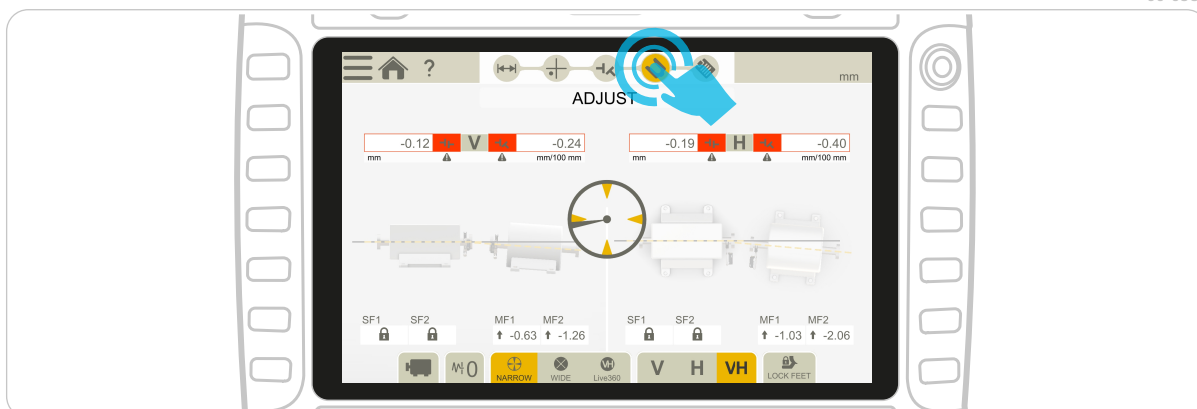 ?
mm
ADJUST
-0.12 V -0.24
mm mm/100 mm
-0.19 H -0.40
mm mm/100 mm
SF1 SF2 MF1 MF2
-0.63 -1.26
SF1 SF2 MF1 MF2
-1.03 -2.06
0
NARROW WIDE VH Live360
V H VH
LOCK FEET